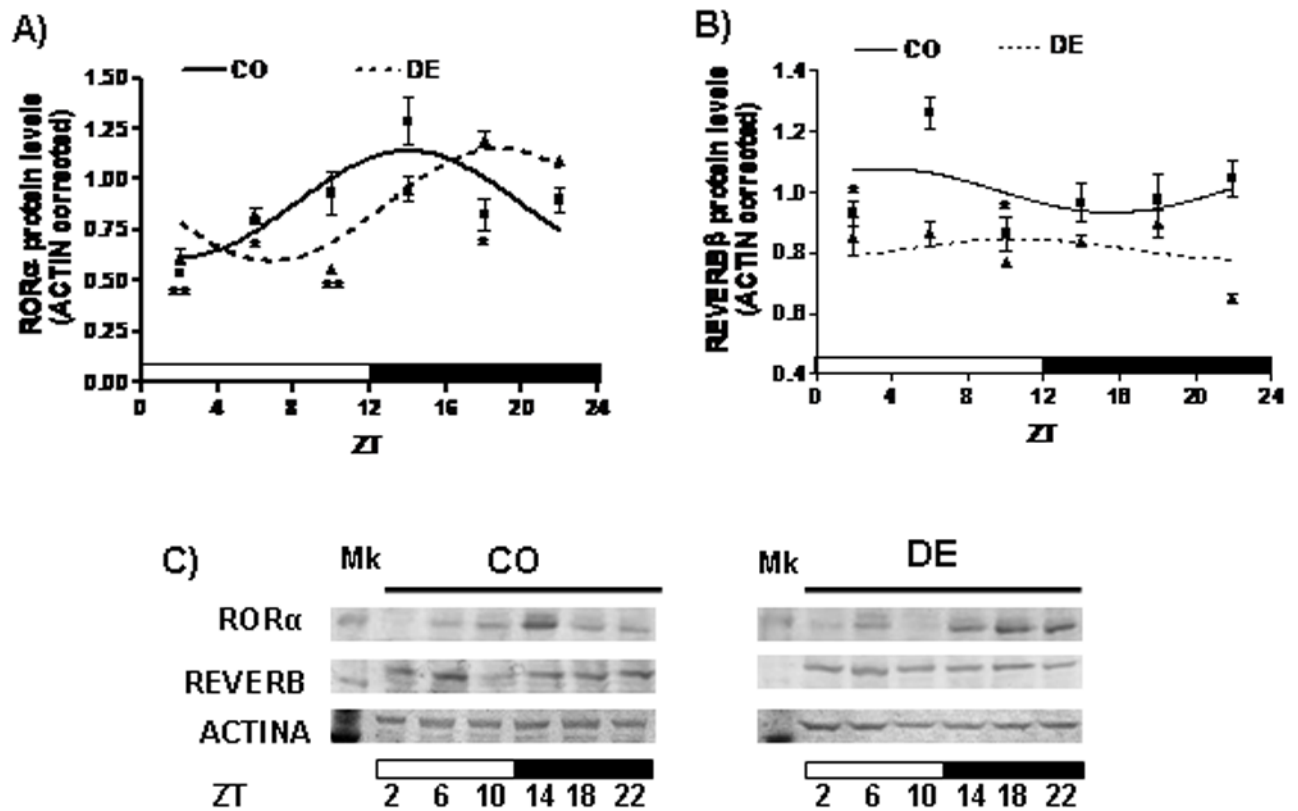 A)
CO DE
RORα protein levels
(ACTIN corrected)
1.50
1.25
1.00
0.75
0.50
0.25
0.00
** * ** *
0 4 8 12 16 20 24
ZT
B)
CO DE
REVERBβ protein levels
(ACTIN corrected)
1.4
1.2
1.0
0.8
0.6
0.4
* *
0 4 8 12 16 20 24
ZT
C)
Mk CO Mk DE
RORα
REVERB
ACTINA
ZT 2 6 10 14 18 22 2 6 10 14 18 22